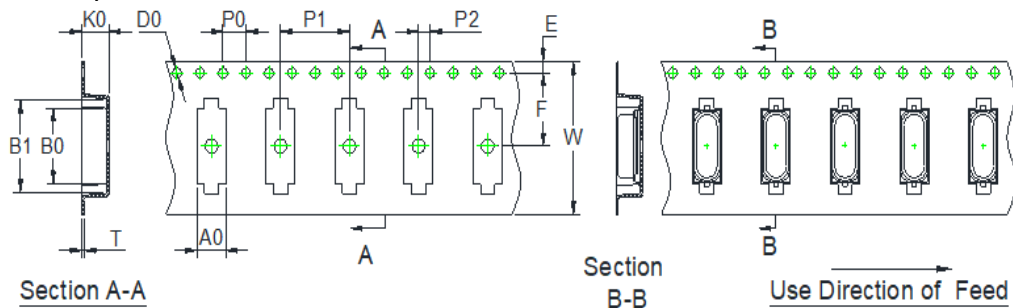 K0 D0 P0 P1 A P2 E B
F W
B1 B0
T A0 A B
Section A-A
Section
B-B
Use Direction of Feed